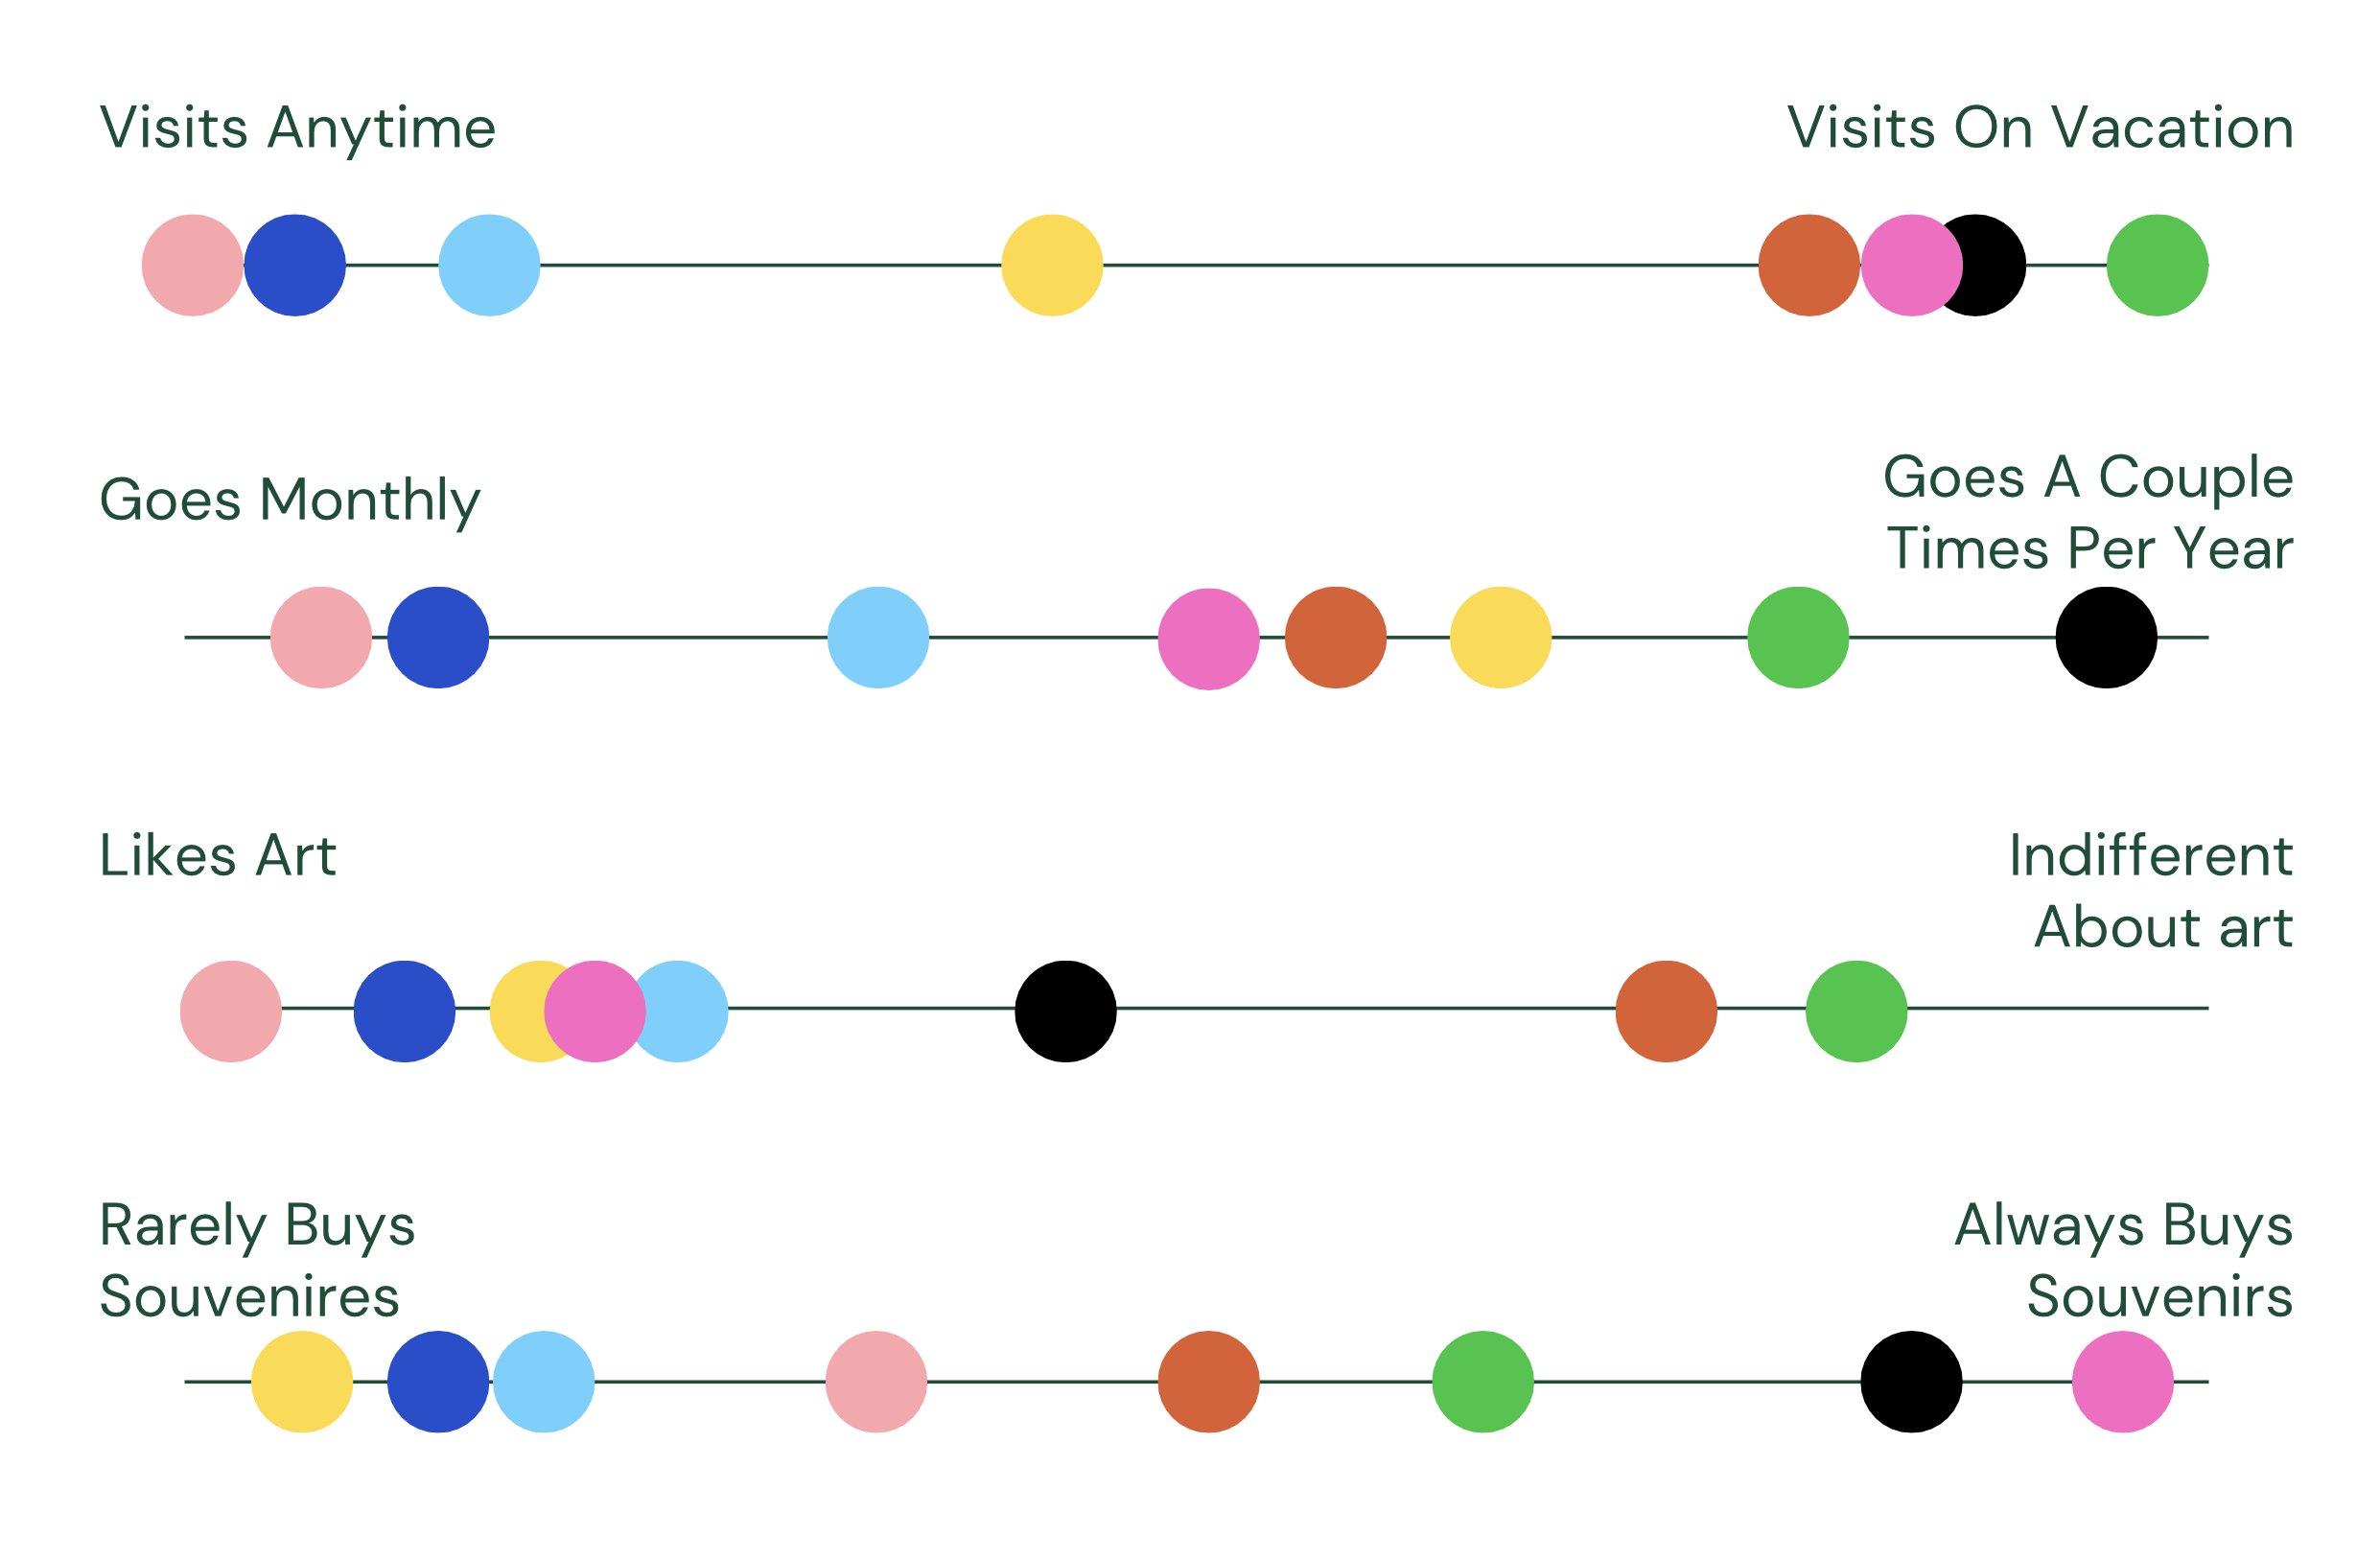 Visits Anytime
Visits On Vacation
Goes Monthly
Goes A Couple
Times Per Year
Likes Art
Indifferent
About art
Rarely Buys
Souvenires
Always Buys
Souvenirs